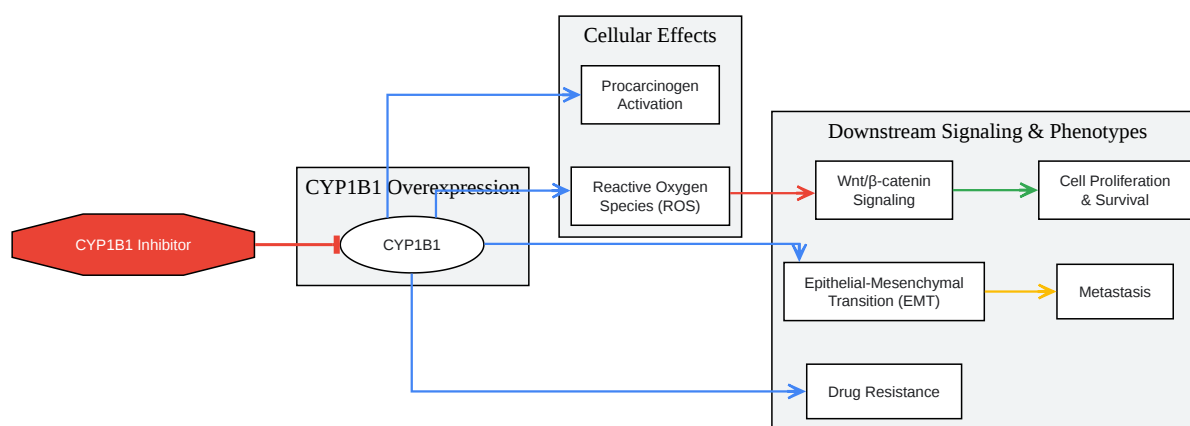 Cellular Effects
Procarcinogen
Activation
Downstream Signaling & Phenotypes
CYP1B1 Overexpression
Reactive Oxygen
Species (ROS)
Wnt/β-catenin
Signaling
Cell Proliferation
& Survival
CYP1B1 Inhibitor
CYP1B1
Epithelial-Mesenchymal
Transition (EMT)
Metastasis
Drug Resistance